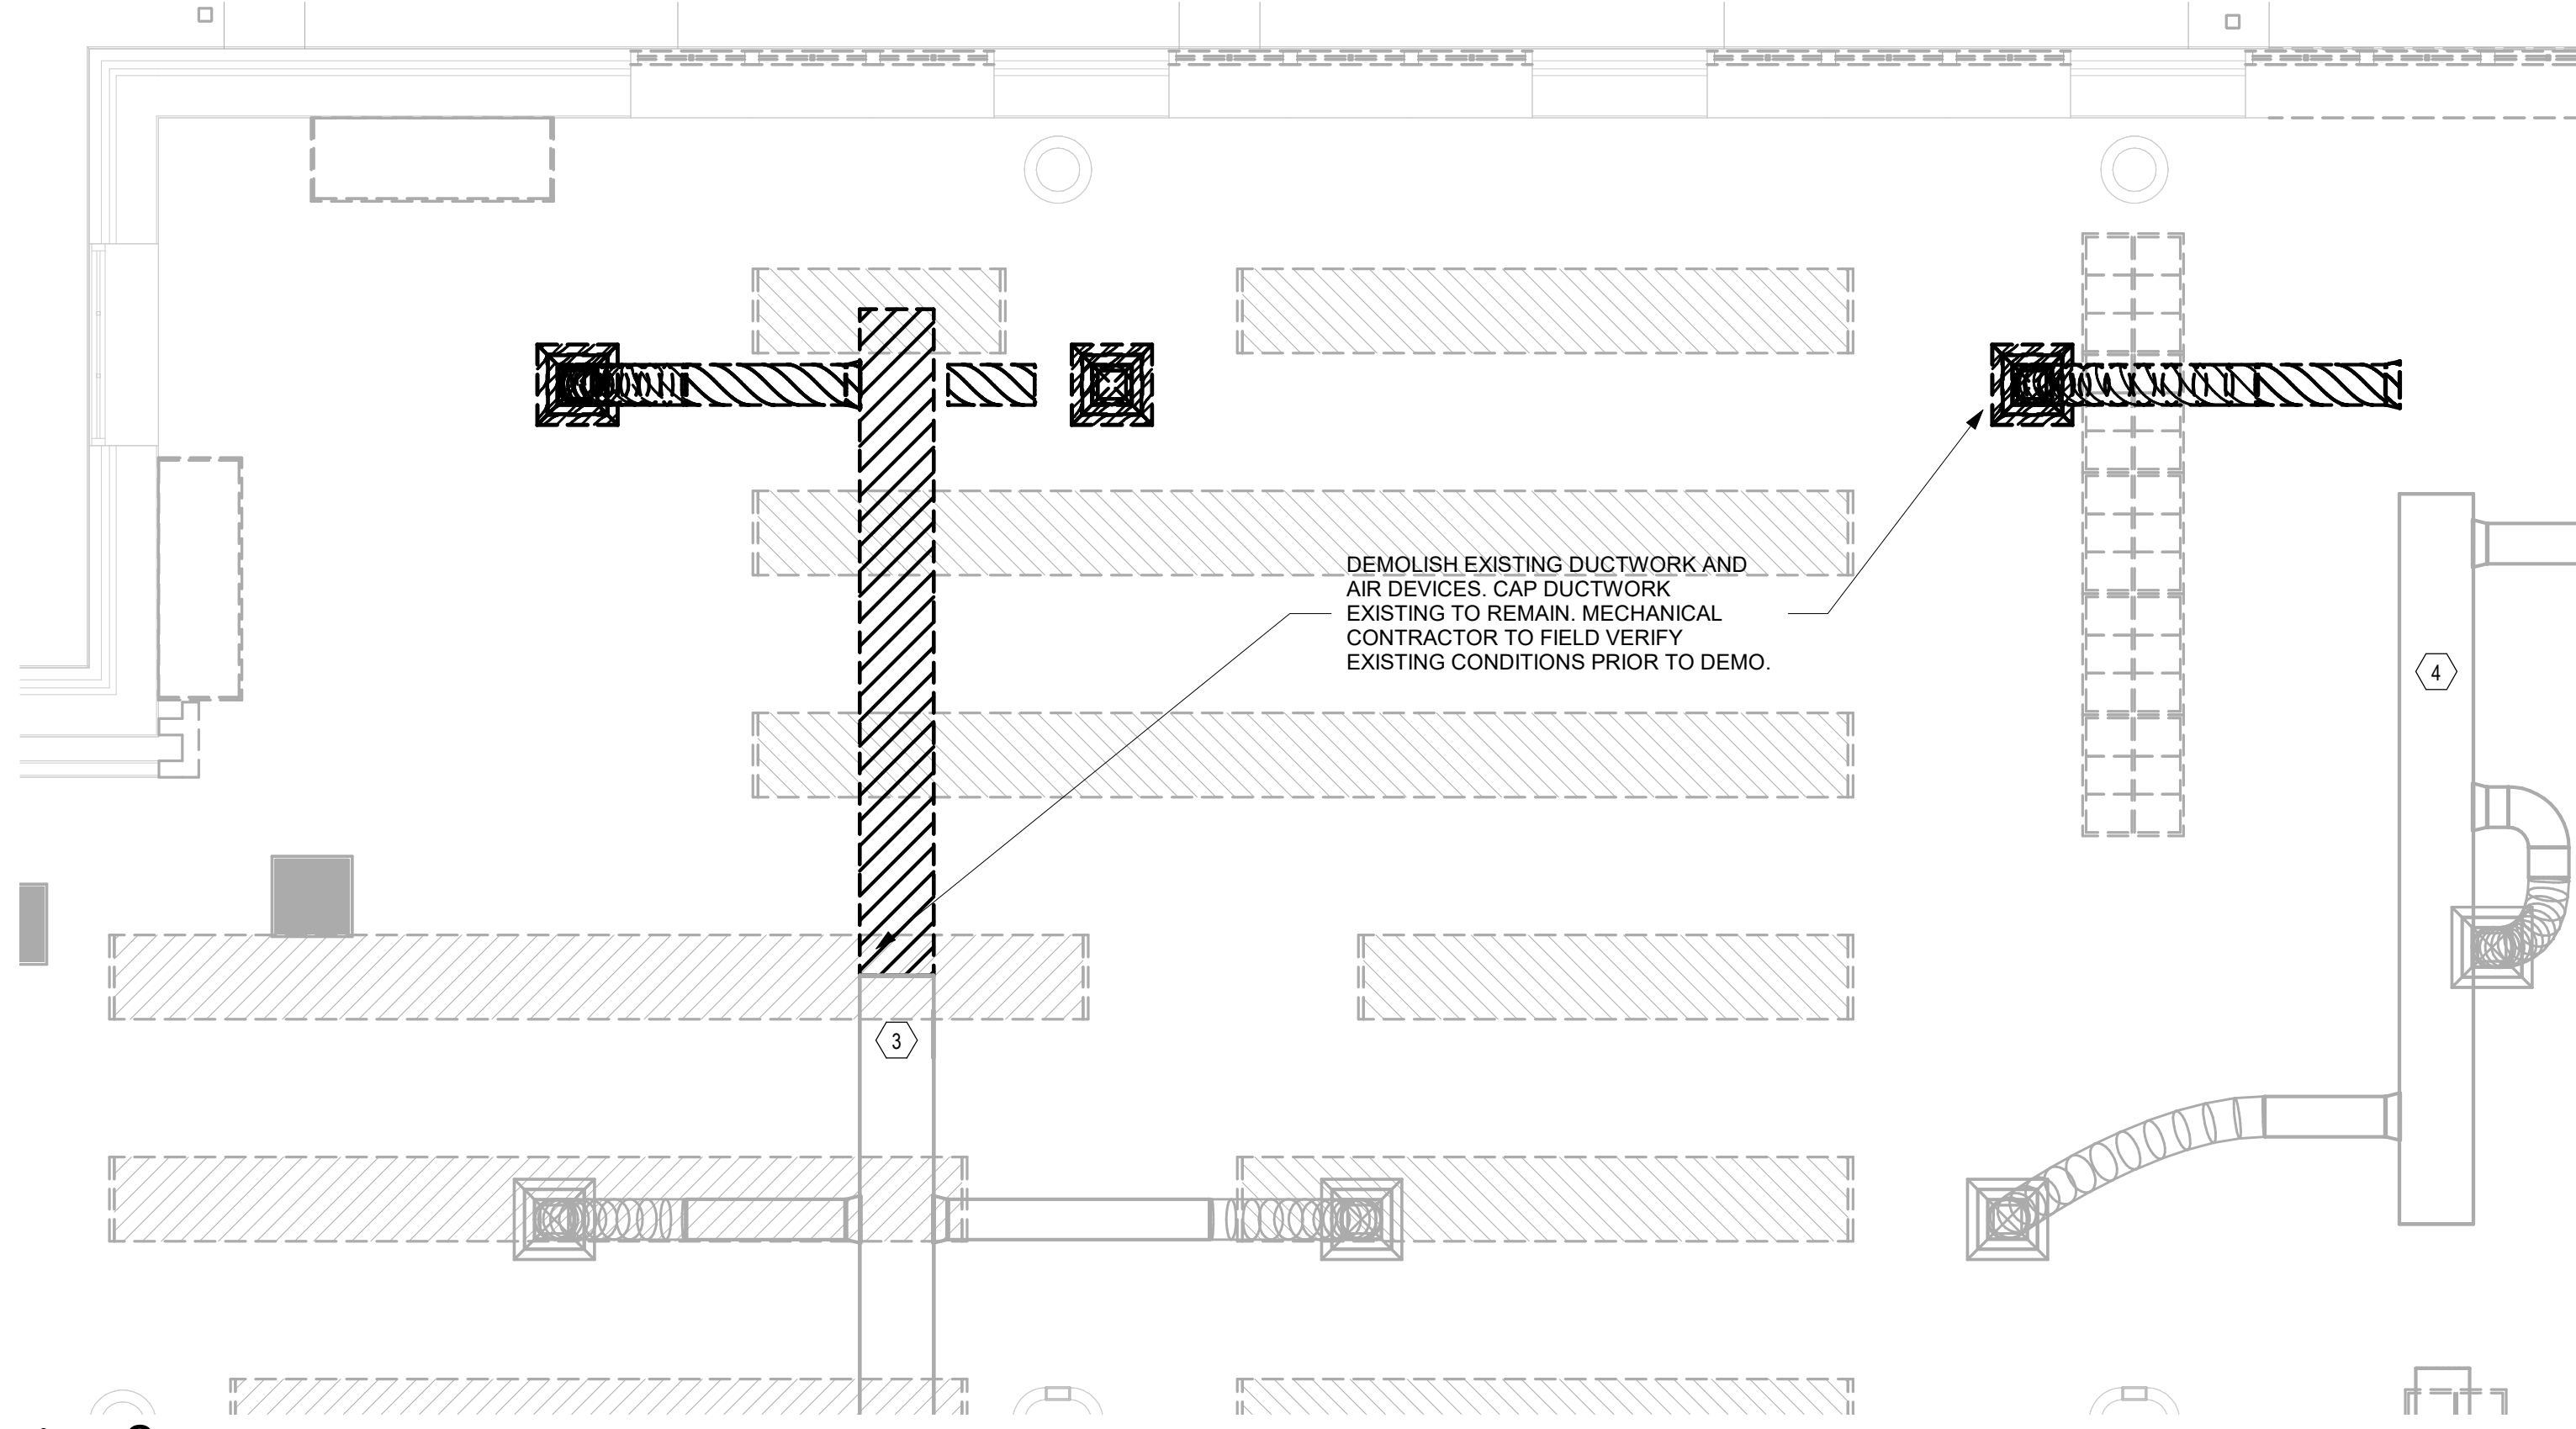 DEMOLISH EXISTING DUCTWORK AND
AIR DEVICES. CAP DUCTWORK
EXISTING TO REMAIN. MECHANICAL
CONTRACTOR TO FIELD VERIFY
EXISTING CONDITIONS PRIOR TO DEMO.
4
3